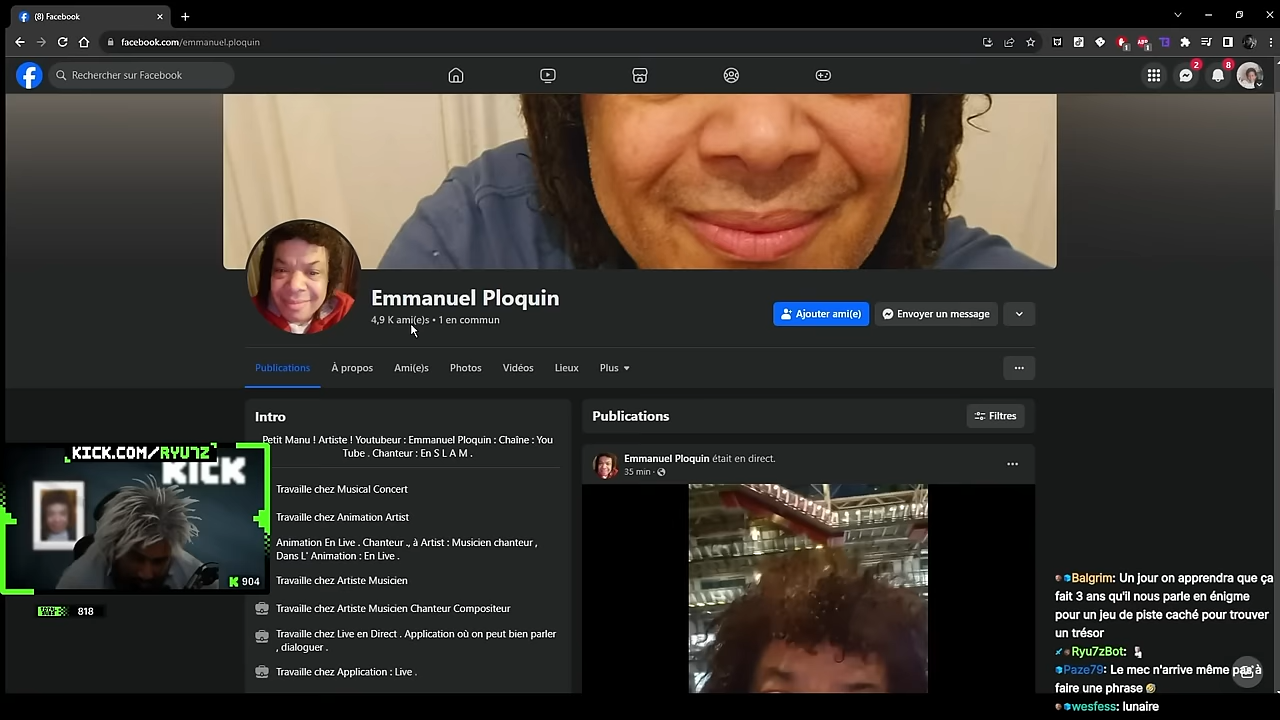 (8) Facebook
facebook.com/emmanuel.ploquin
Rechercher sur Facebook
2
8
Emmanuel Ploquin
4,9 K ami(e)s • 1 en commun
Ajouter ami(e)
Envoyer un message
Publications
À propos
Ami(e)s
Photos
Vidéos
Lieux
Plus
Intro
Petit Manu ! Artiste ! Youtubeur : Emmanuel Ploquin : Chaîne : You
Tube . Chanteur : En S L A M .
Travaille chez Musical Concert
Travaille chez Animation Artist
Animation En Live . Chanteur ., à Artist : Musicien chanteur ,
Dans L' Animation : En Live .
Travaille chez Artiste Musicien
Travaille chez Artiste Musicien Chanteur Compositeur
Travaille chez Live en Direct . Application où on peut bien parler
, dialoguer .
Travaille chez Application : Live .
Publications
Filtres
Emmanuel Ploquin était en direct.
35 min
KICK.COM/RYU7Z
KICK
K 904
818
Balgrim: Un jour on apprendra que ça
fait 3 ans qu'il nous parle en énigme
pour un jeu de piste caché pour trouver
un trésor
Ryu7zBot:
Paze79: Le mec n'arrive même pas à
faire une phrase
wesfess: lunaire